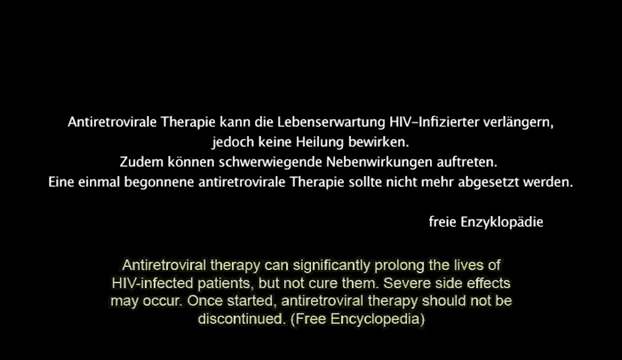 Antiretrovirale Therapie kann die Lebenserwartung HIV-Infizierter verlängern,
jedoch keine Heilung bewirken.
Zudem können schwerwiegende Nebenwirkungen auftreten.
Eine einmal begonnene antiretrovirale Therapie sollte nicht mehr abgesetzt werden.
freie Enzyklopädie
Antiretroviral therapy can significantly prolong the lives of
HIV-infected patients, but not cure them. Severe side effects
may occur. Once started, antiretroviral therapy should not be
discontinued. (Free Encyclopedia)